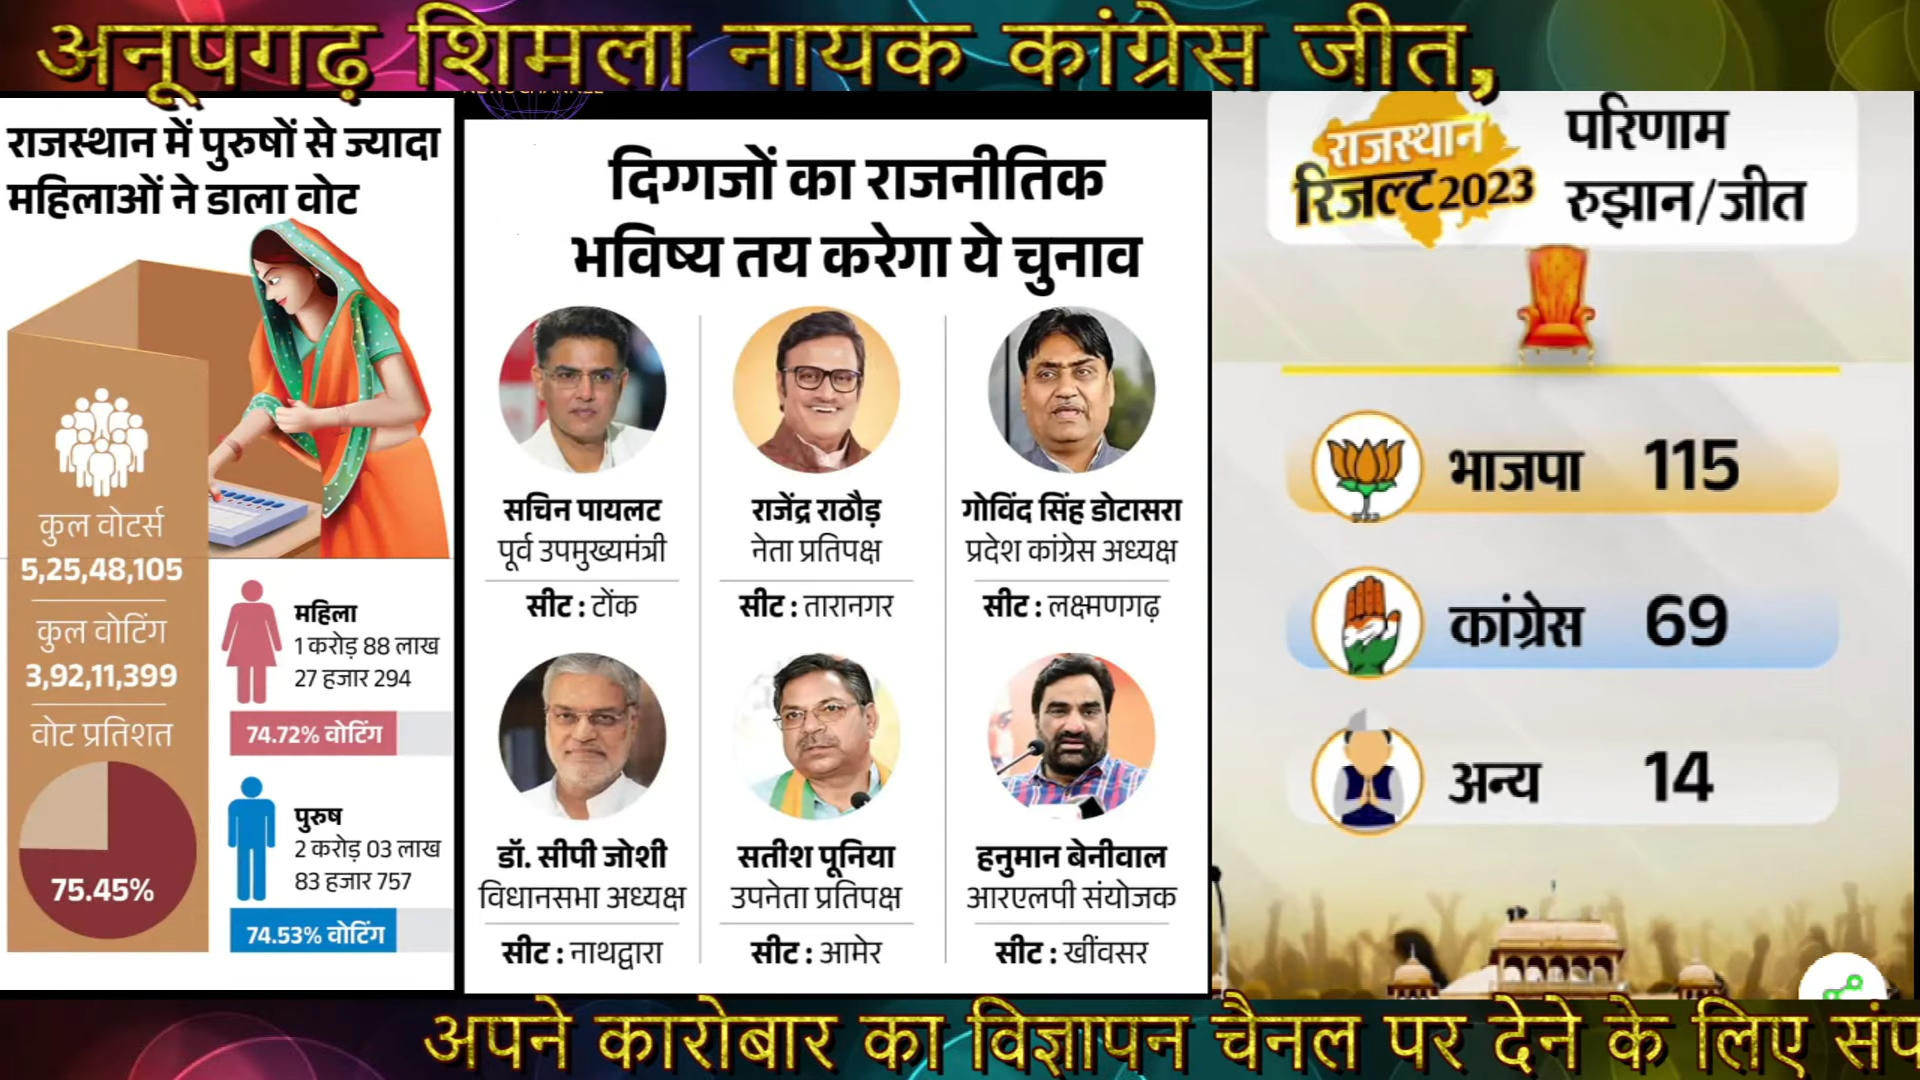 अनूपगढ़ शिमला नायक कांग्रेस जीत,
राजस्थान में पुरुषों से ज्यादा
महिलाओं ने डाला वोट
कुल वोटर्स
5,25,48,105
कुल वोटिंग
3,92,11,399
वोट प्रतिशत
75.45%
महिला
1 करोड़ 88 लाख
27 हजार 294
74.72% वोटिंग
पुरुष
2 करोड़ 03 लाख
83 हजार 757
74.53% वोटिंग
दिग्गजों का राजनीतिक
भविष्य तय करेगा ये चुनाव
सचिन पायलट
पूर्व उपमुख्यमंत्री
सीट : टोंक
राजेंद्र राठौड़
नेता प्रतिपक्ष
सीट : तारानगर
गोविंद सिंह डोटासरा
प्रदेश कांग्रेस अध्यक्ष
सीट : लक्ष्मणगढ़
डॉ. सीपी जोशी
विधानसभा अध्यक्ष
सीट : नाथद्वारा
सतीश पूनिया
उपनेता प्रतिपक्ष
सीट : आमेर
हनुमान बेनीवाल
आरएलपी संयोजक
सीट : खींवसर
राजस्थान
रिजल्ट 2023
परिणाम
रुझान/जीत
भाजपा 115
कांग्रेस 69
अन्य 14
अपने कारोबार का विज्ञापन चैनल पर देने के लिए